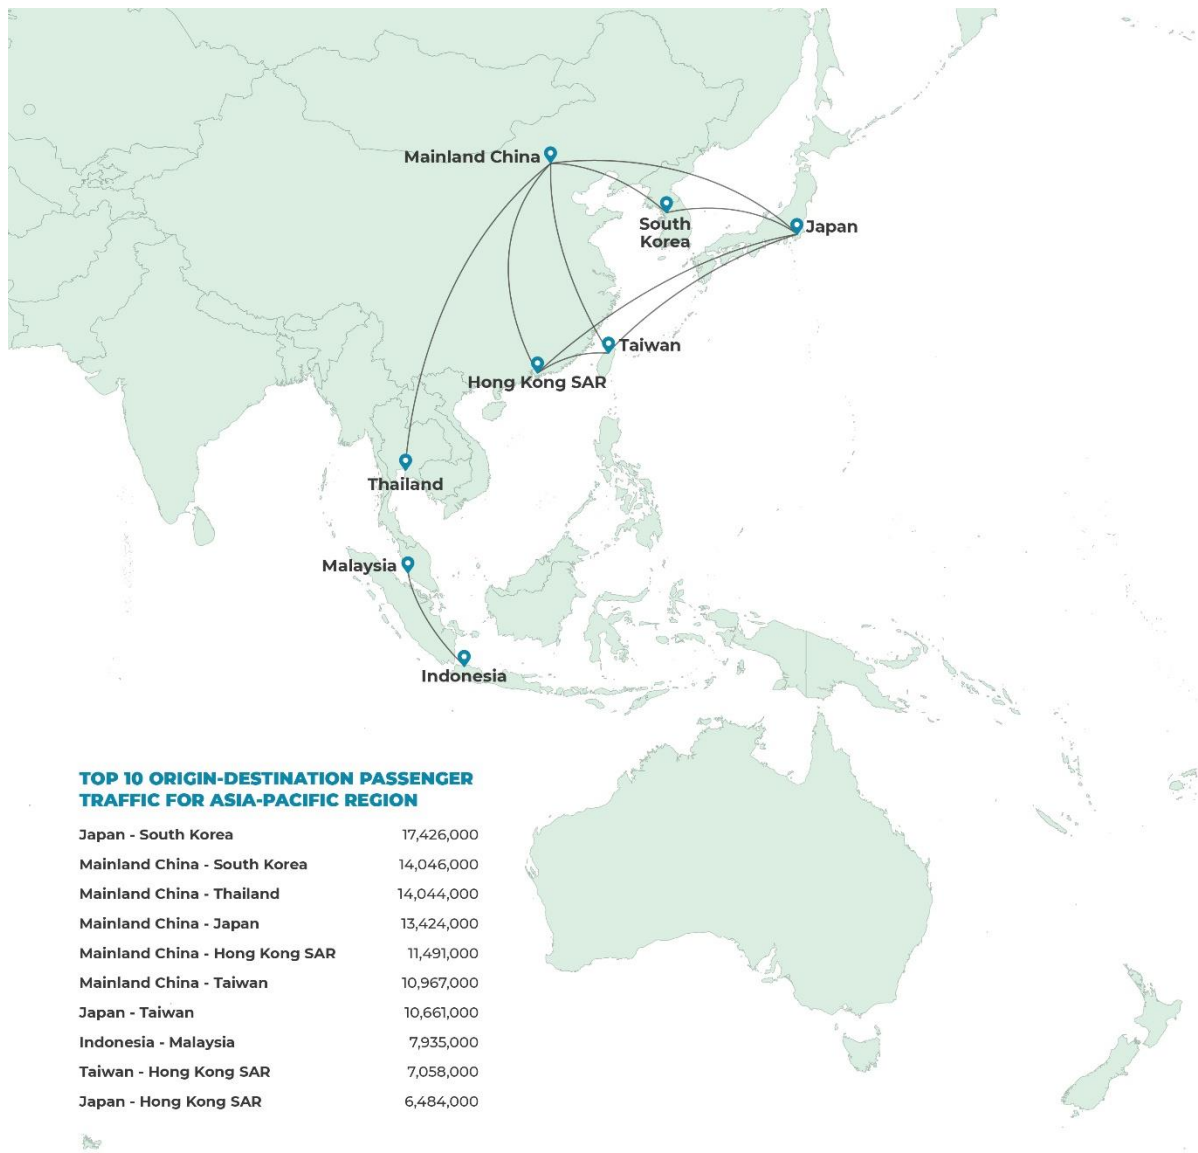 Mainland China
South
Korea
Japan
Taiwan
Hong Kong SAR
Thailand
Malaysia
Indonesia
TOP 10 ORIGIN-DESTINATION PASSENGER
TRAFFIC FOR ASIA-PACIFIC REGION
Japan - South Korea 17,426,000
Mainland China - South Korea 14,046,000
Mainland China - Thailand 14,044,000
Mainland China - Japan 13,424,000
Mainland China - Hong Kong SAR 11,491,000
Mainland China - Taiwan 10,967,000
Japan - Taiwan 10,661,000
Indonesia - Malaysia 7,935,000
Taiwan - Hong Kong SAR 7,058,000
Japan - Hong Kong SAR 6,484,000